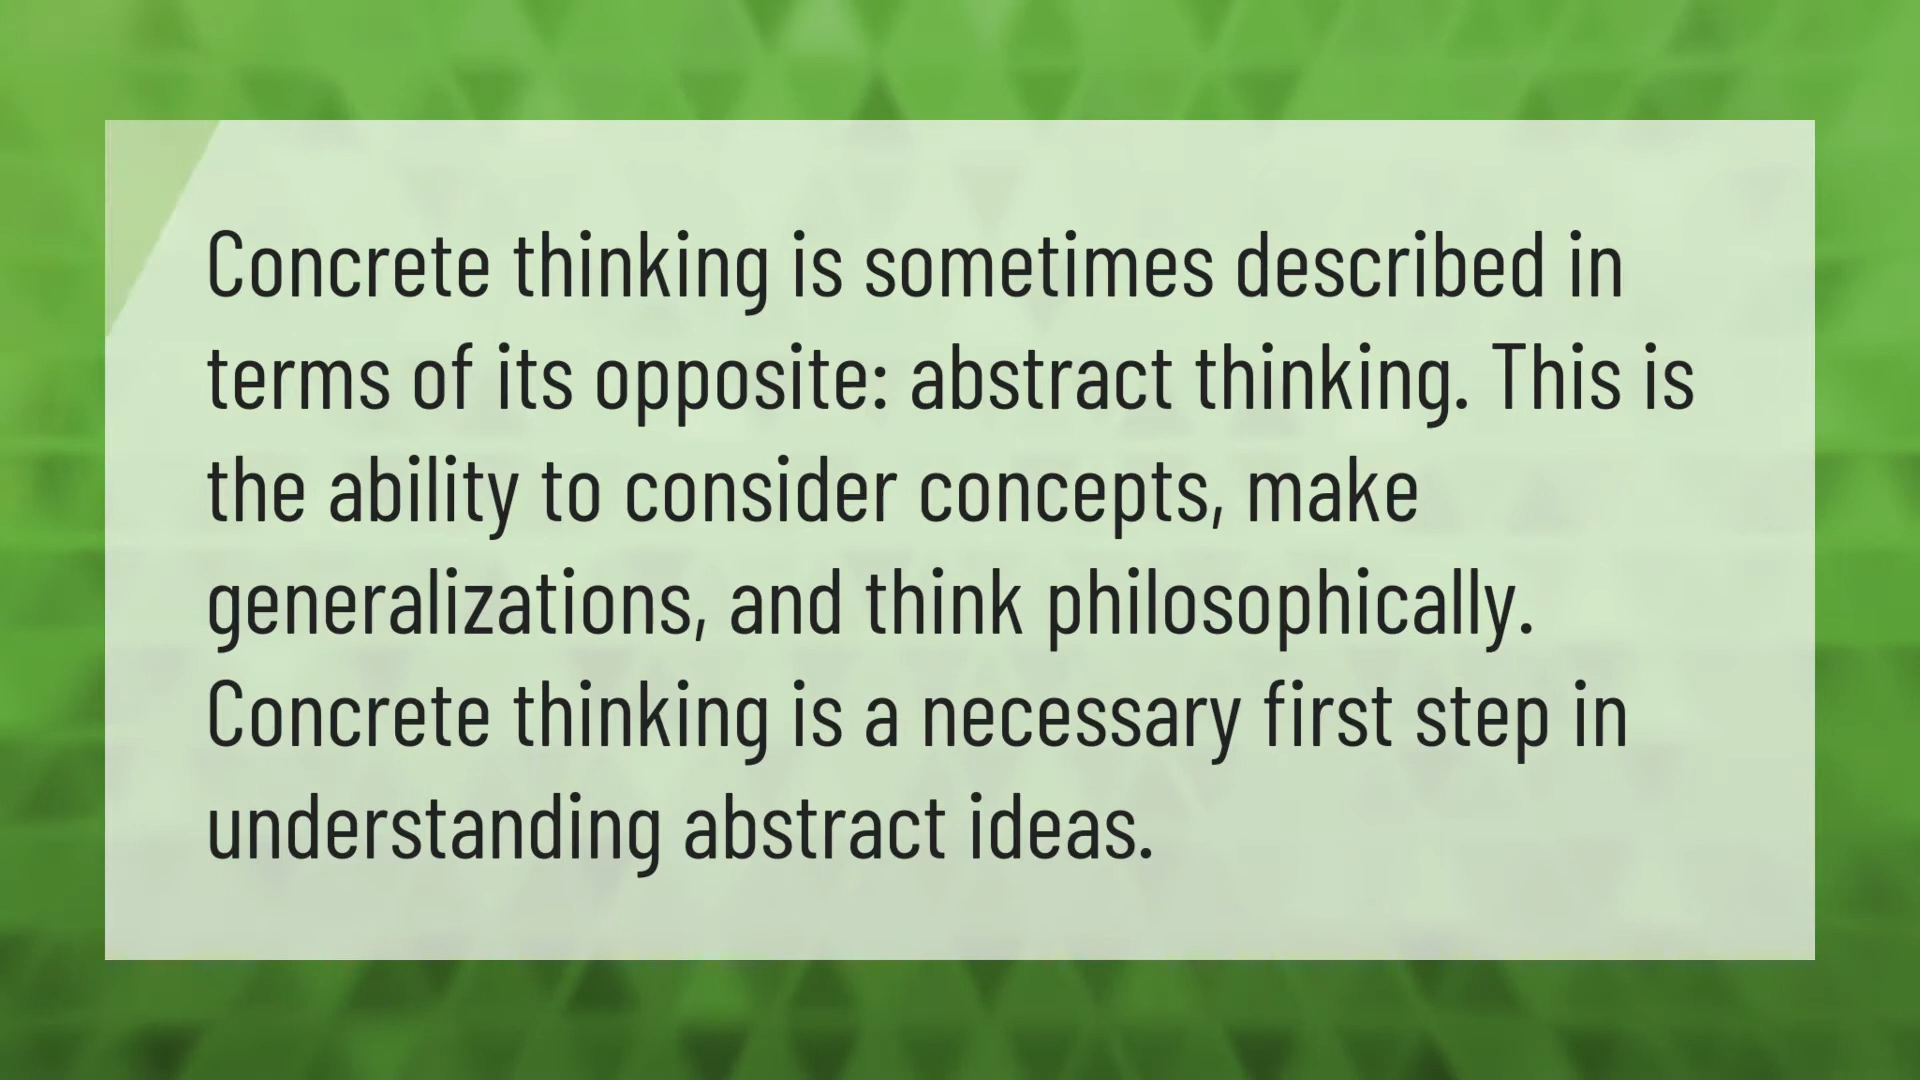 Concrete thinking is sometimes described in
terms of its opposite: abstract thinking. This is
the ability to consider concepts, make
generalizations, and think philosophically.
Concrete thinking is a necessary first step in
understanding abstract ideas.